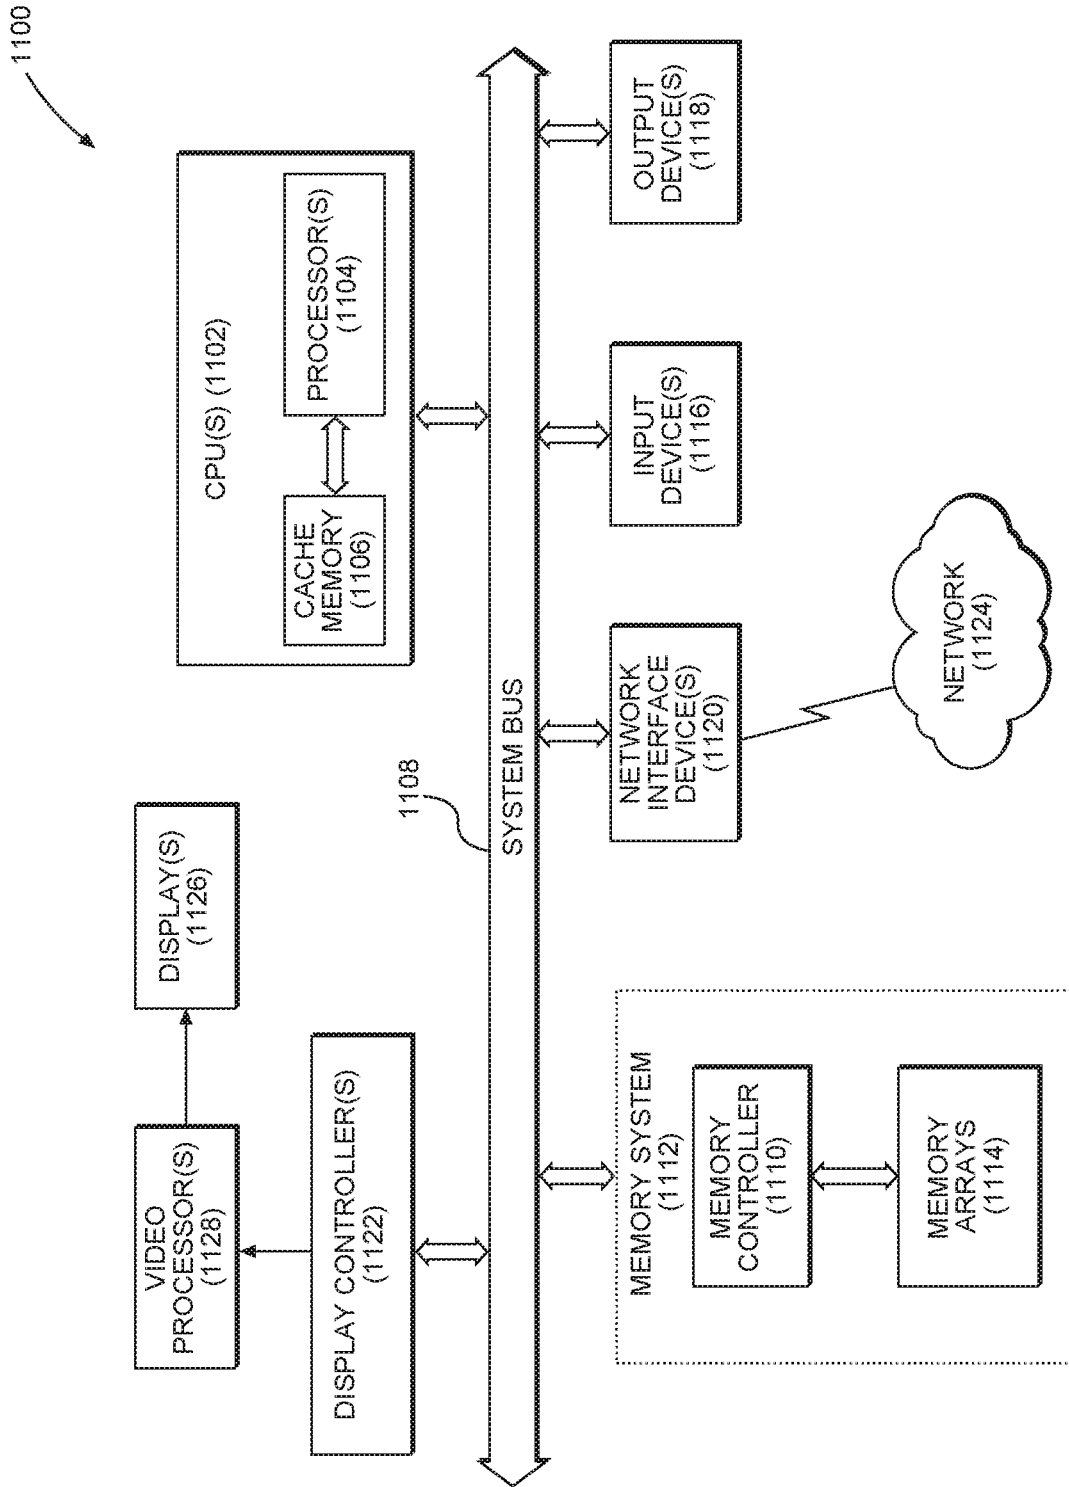 1100
CPU(S) (1102)
CACHE
MEMORY
(1106)
PROCESSOR(S)
(1104)
VIDEO
PROCESSOR(S)
(1128)
DISPLAY(S)
(1126)
DISPLAY CONTROLLER(S)
(1122)
1108
SYSTEM BUS
MEMORY SYSTEM
(1112)
MEMORY
CONTROLLER
(1110)
MEMORY
ARRAYS
(1114)
NETWORK
INTERFACE
DEVICE(S)
(1120)
NETWORK
(1124)
INPUT
DEVICE(S)
(1116)
OUTPUT
DEVICE(S)
(1118)